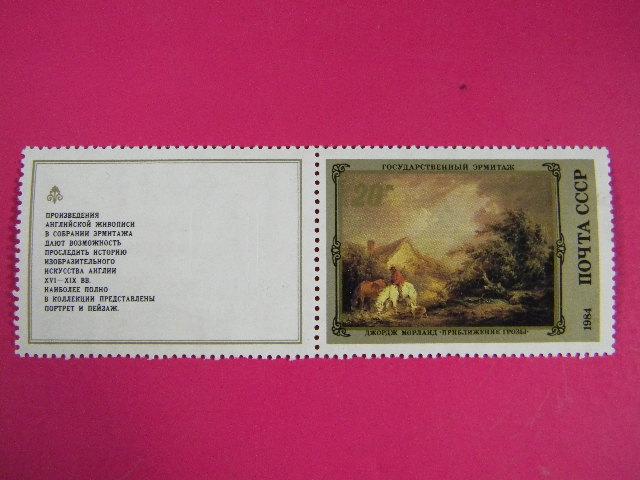 ПРОИЗВЕДЕНИЯ
АНГЛИЙСКОЙ ЖИВОПИСИ
В СОБРАНИИ ЭРМИТАЖА
ДАЮТ ВОЗМОЖНОСТЬ
ПРОСЛЕДИТЬ ИСТОРИЮ
ИЗОБРАЗИТЕЛЬНОГО
ИСКУССТВА АНГЛИИ
XVI—XIX ВВ.
НАИБОЛЕЕ ПОЛНО
В КОЛЛЕКЦИИ ПРЕДСТАВЛЕНЫ
ПОРТРЕТ И ПЕЙЗАЖ.
ГОСУДАРСТВЕННЫЙ ЭРМИТАЖ
20к
ДЖОРДЖ МОРЛАНД·ПРИБЛИЖЕНИЕ ГРОЗЫ·
1984 ПОЧТА СССР